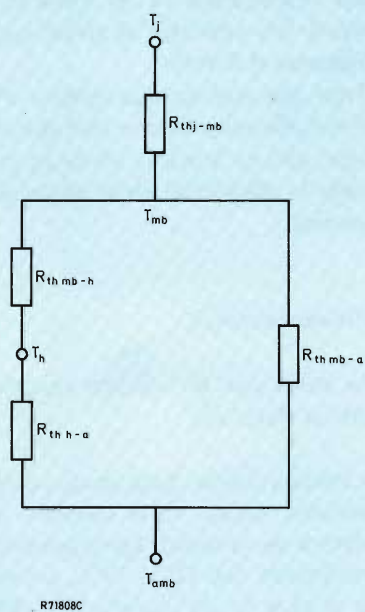 Tj
Rthj-mb
Tmb
Rth mb-h
Th
Rth mb-a
Rth h-a
Tamb
R71808C